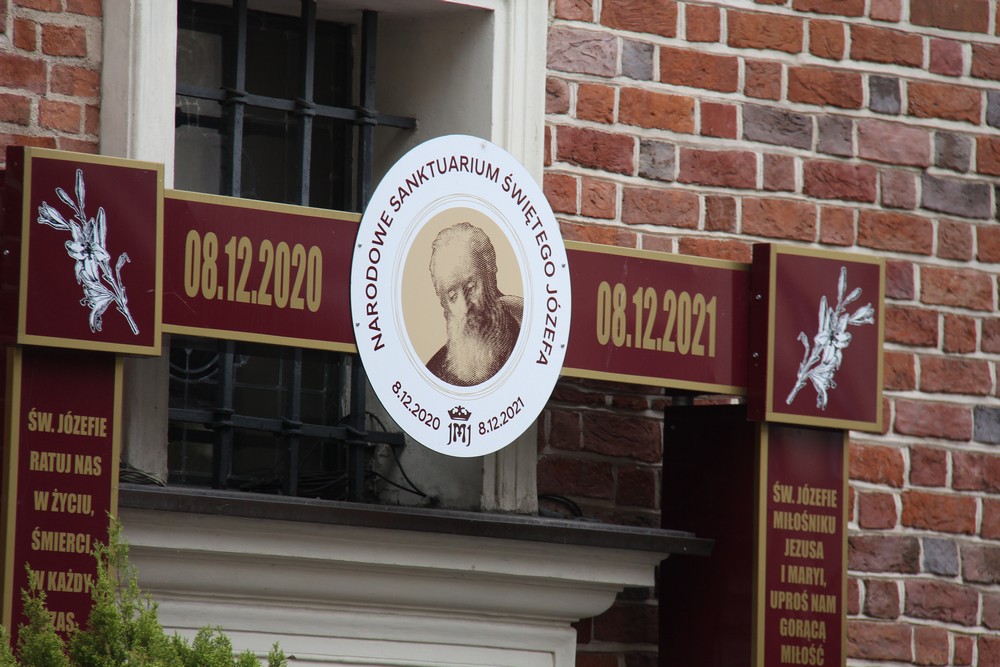 NARODOWE SANKTUARIUM ŚWIĘTEGO JÓZEFA
08.12.2020
08.12.2021
8.12.2020 JMJ 8.12.2021
ŚW. JÓZEFIE
RATUJ NAS
W ŻYCIU,
ŚMIERCI,
W KAŻDY
ŚW. JÓZEFIE
MIŁOŚNIKU
JEZUSA
I MARYI,
UPROŚ NAM
GORĄCĄ
MIŁOŚĆ